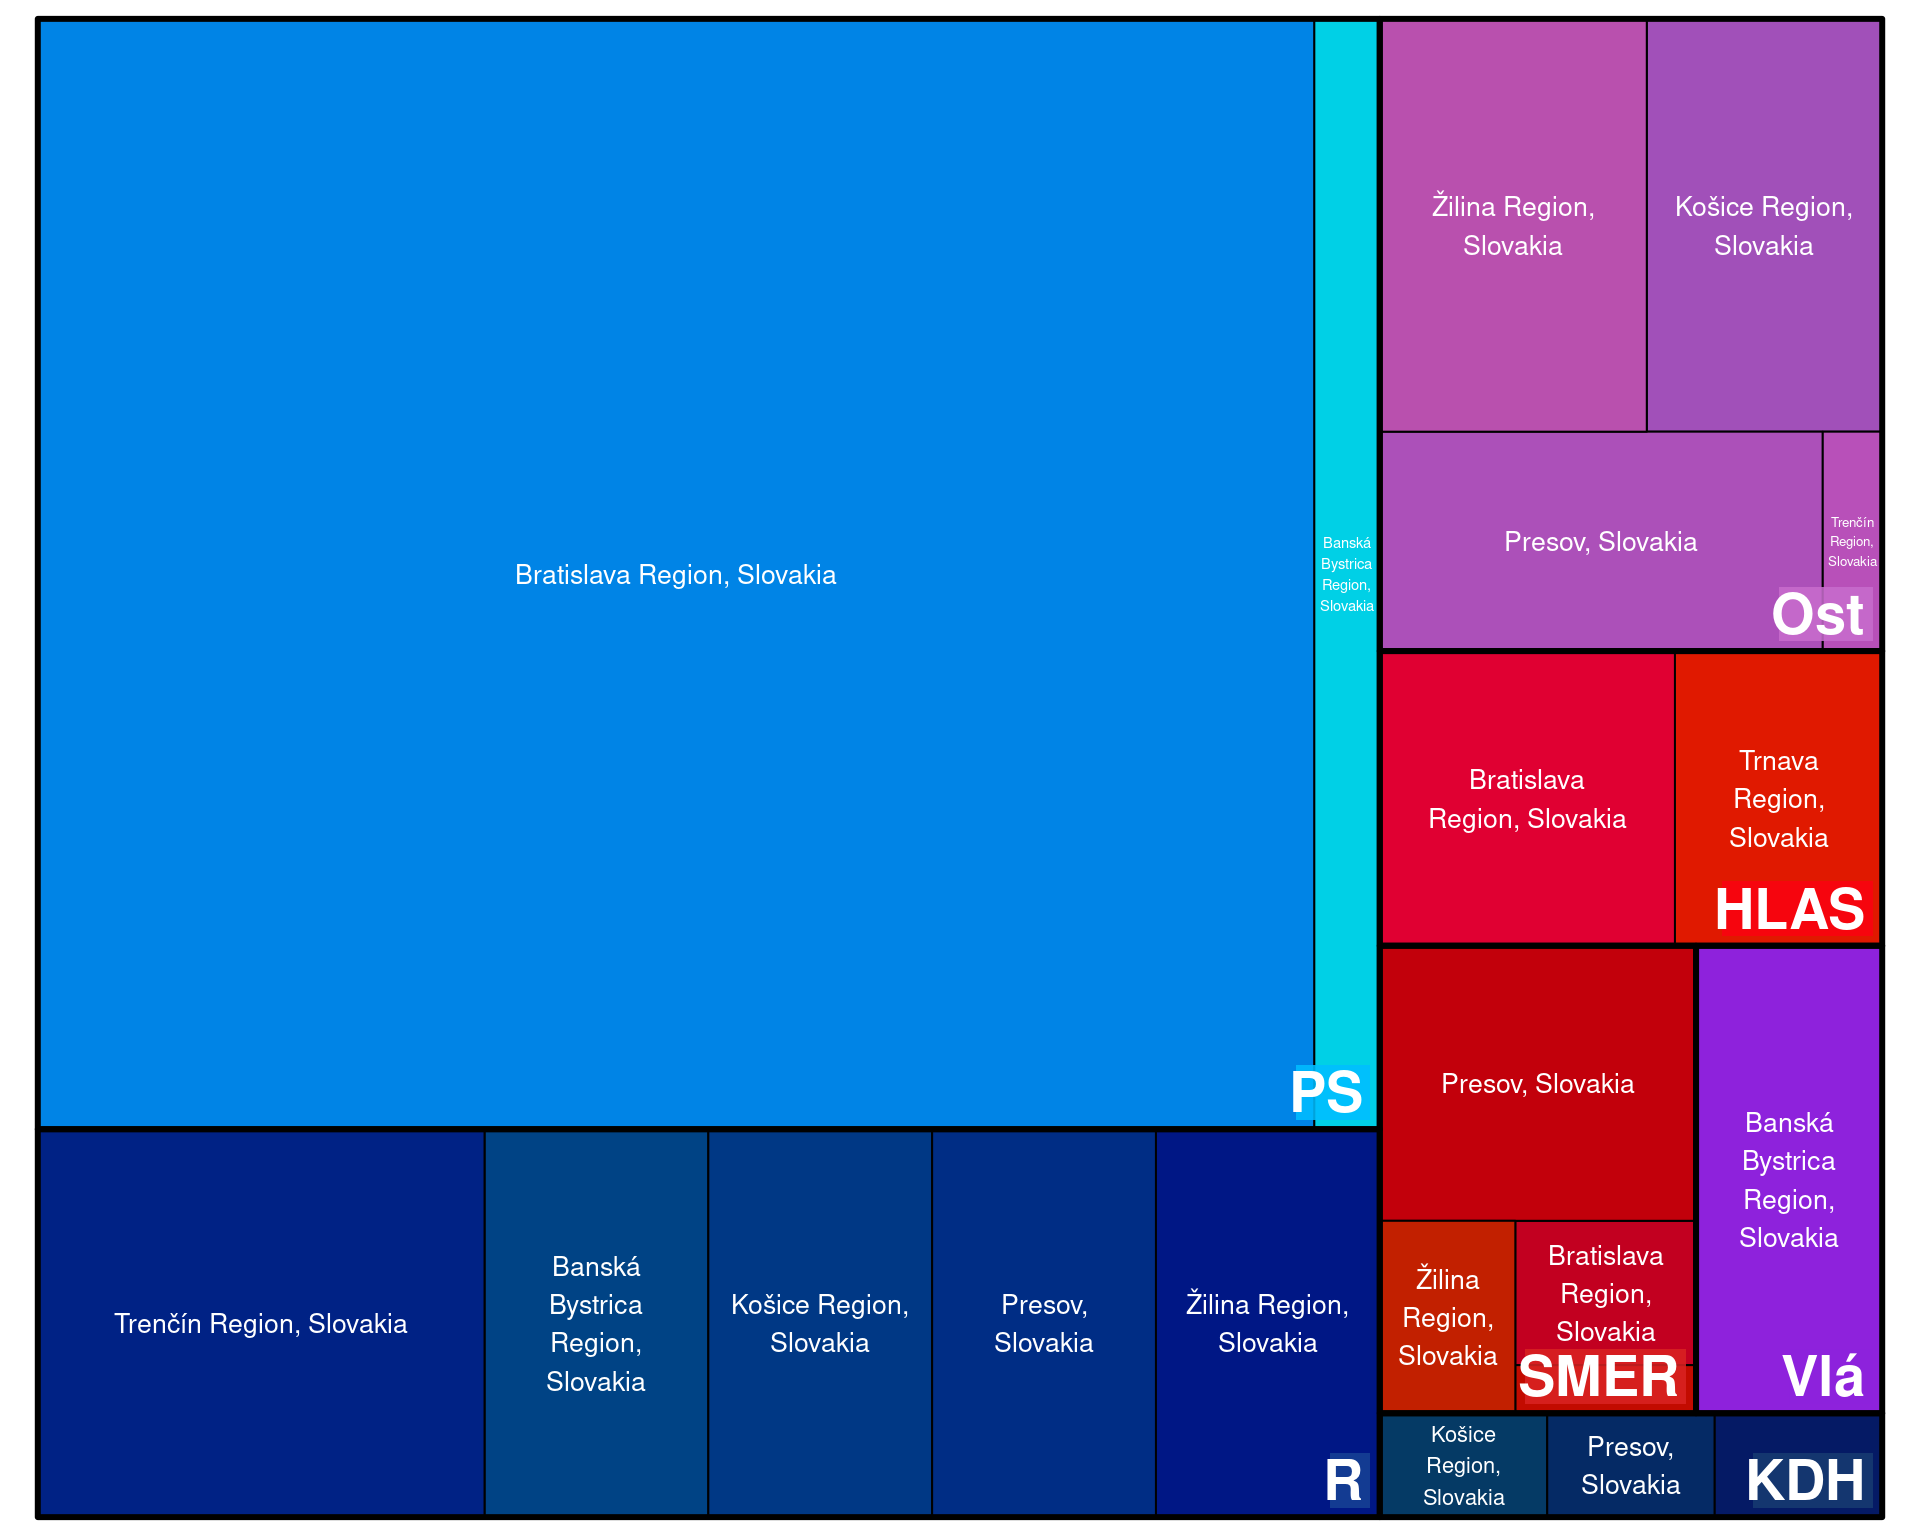 Bratislava Region, Slovakia
Banská
Bystrica
Region,
Slovakia
PS
Trenčín Region, Slovakia
Banská
Bystrica
Region,
Slovakia
Košice Region,
Slovakia
Presov,
Slovakia
Žilina Region,
Slovakia
R
Žilina Region,
Slovakia
Košice Region,
Slovakia
Presov, Slovakia
Trenčín
Region,
Slovakia
Ost
Bratislava
Region, Slovakia
Trnava
Region,
Slovakia
HLAS
Presov, Slovakia
Žilina
Region,
Slovakia
Bratislava
Region,
Slovakia
SMER
Banská
Bystrica
Region,
Slovakia
Vlá
Košice
Region,
Slovakia
Presov,
Slovakia
KDH